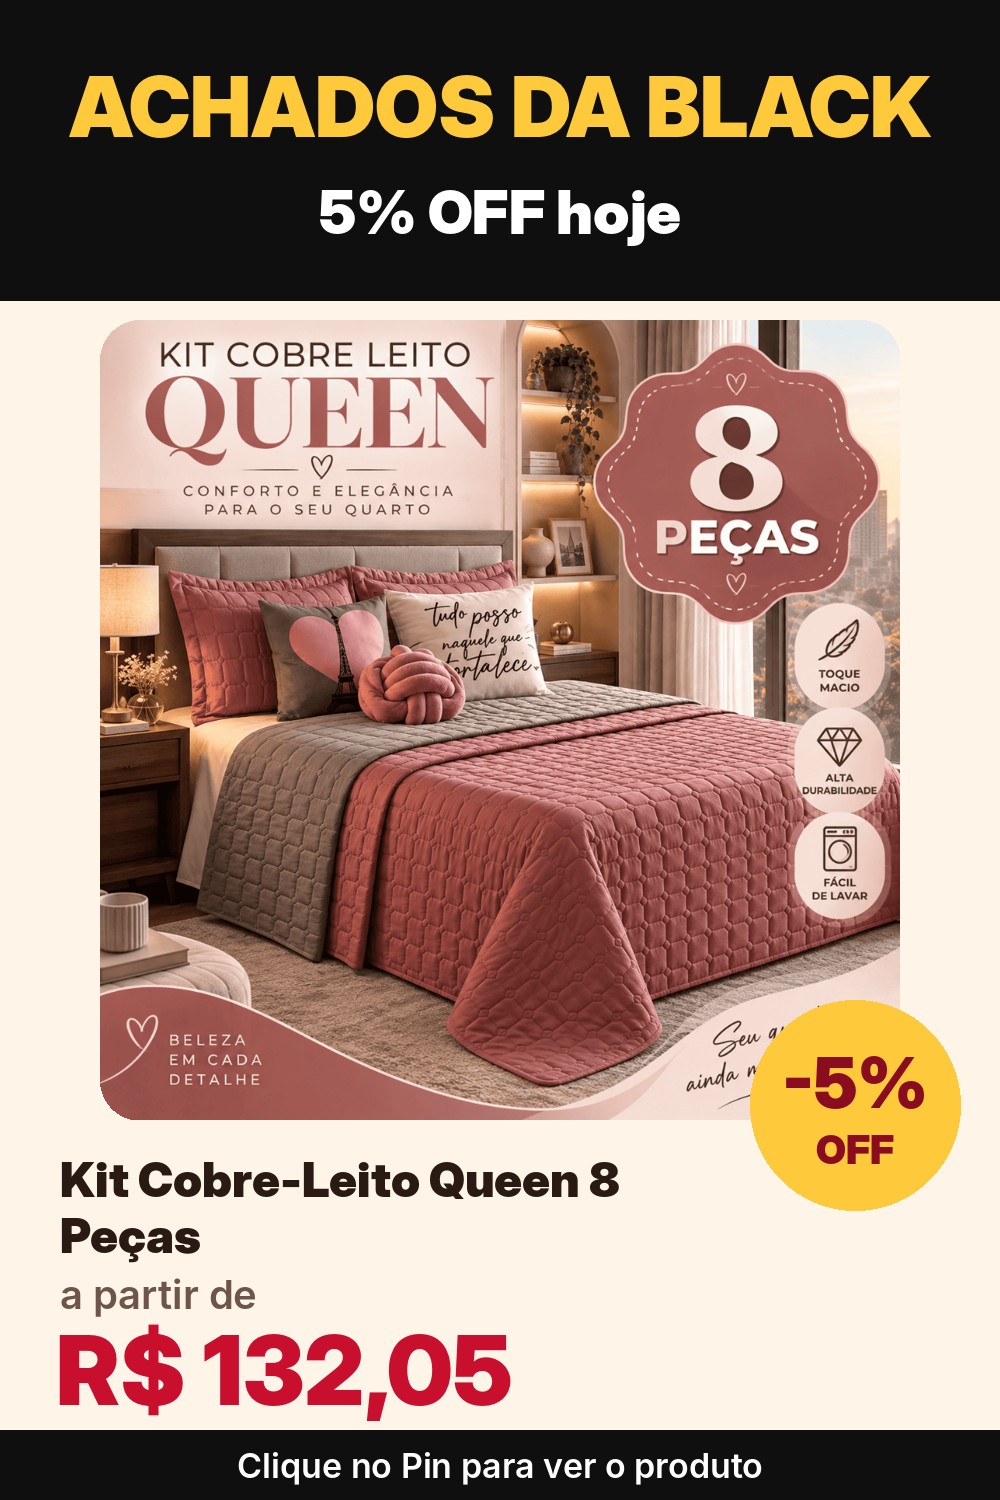 ACHADOS DA BLACK
5% OFF hoje
KIT COBRE LEITO
QUEEN
CONFORTO E ELEGÂNCIA
PARA O SEU QUARTO
8
PEÇAS
tudo posso
naquele que
fortalece
TOQUE
MACIO
ALTA
DURABILIDADE
FÁCIL
DE LAVAR
BELEZA
EM CADA
DETALHE
Seu
ainda
-5%
OFF
Kit Cobre-Leito Queen 8
Peças
a partir de
R$ 132,05
Clique no Pin para ver o produto